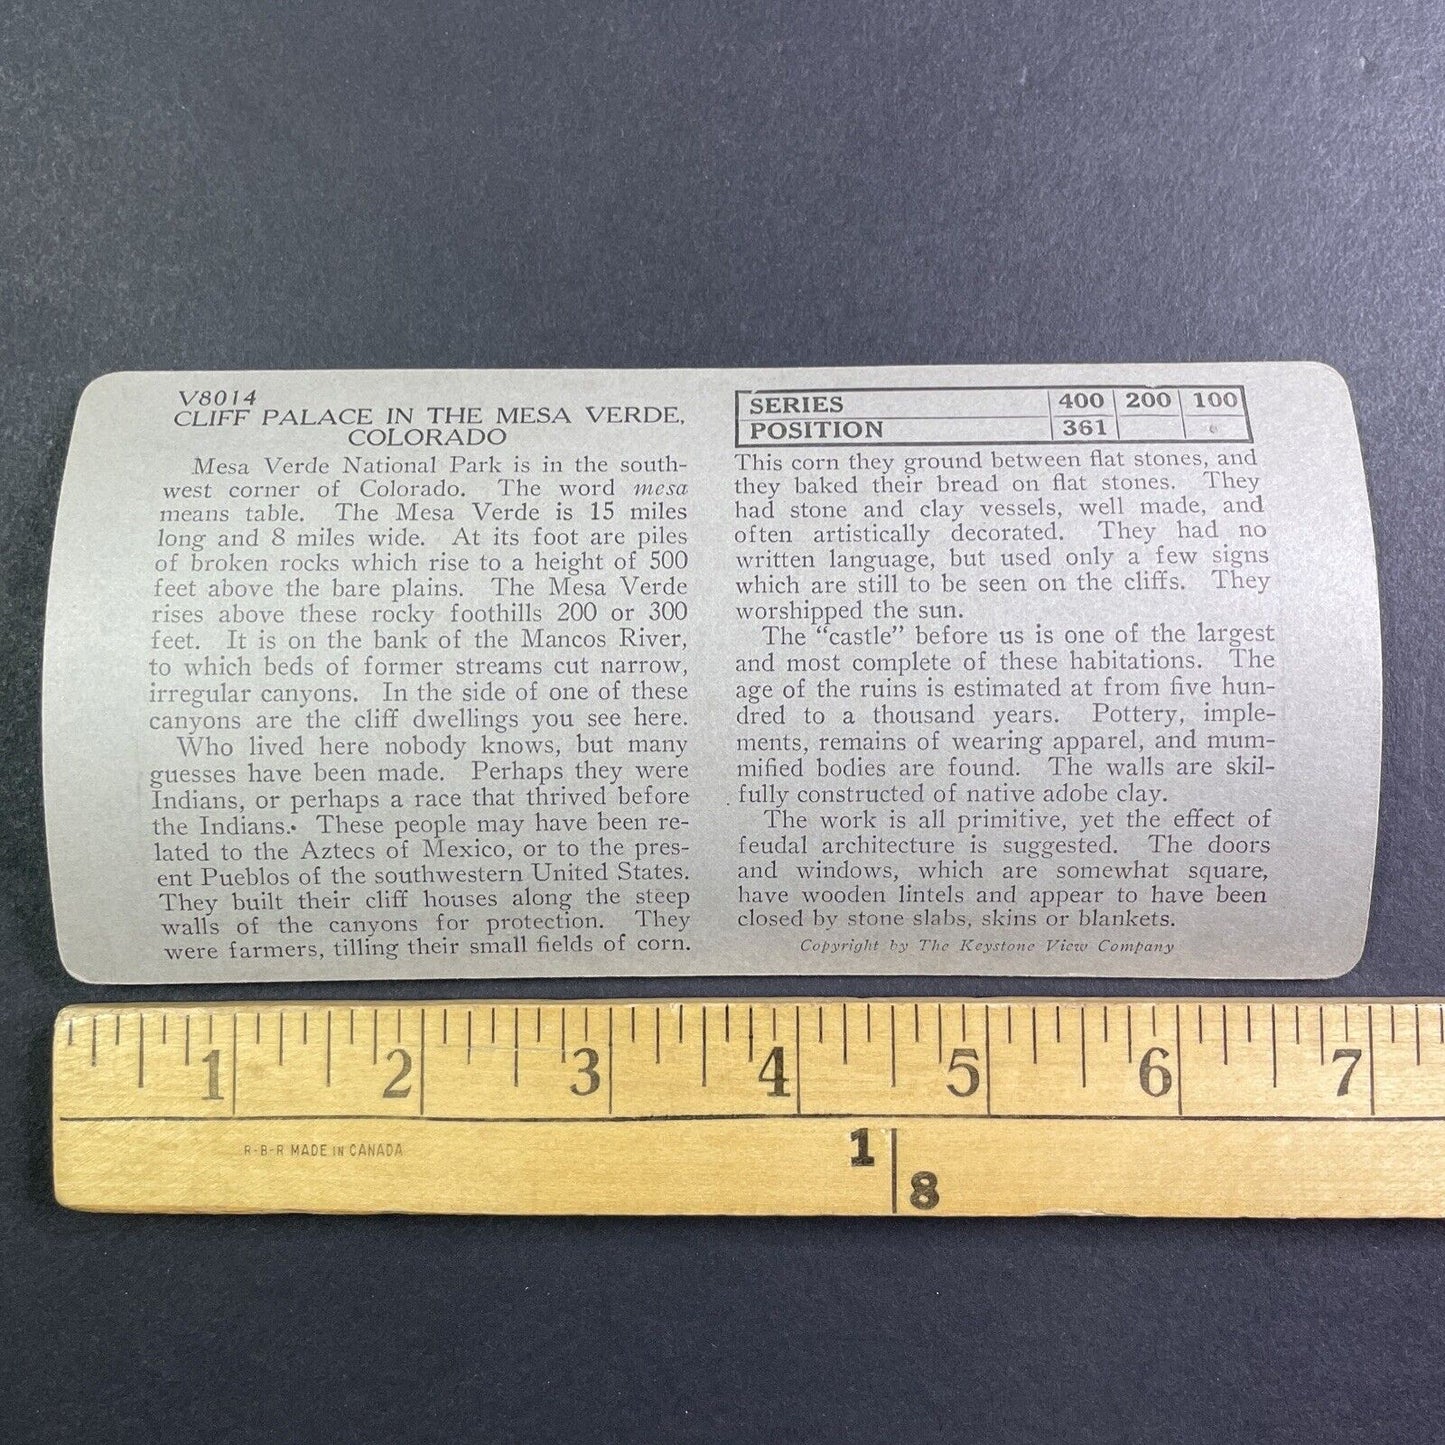 V8014
CLIFF PALACE IN THE MESA VERDE,
COLORADO
Mesa Verde National Park is in the south-
west corner of Colorado. The word mesa
means table. The Mesa Verde is 15 miles
long and 8 miles wide. At its foot are piles
of broken rocks which rise to a height of 500
feet above the bare plains. The Mesa Verde
rises above these rocky foothills 200 or 300
feet. It is on the bank of the Mancos River,
to which beds of former streams cut narrow,
irregular canyons. In the side of one of these
canyons are the cliff dwellings you see here.
Who lived here nobody knows, but many
guesses have been made. Perhaps they were
Indians, or perhaps a race that thrived before
the Indians. These people may have been re-
lated to the Aztecs of Mexico, or to the pres-
ent Pueblos of the southwestern United States.
They built their cliff houses along the steep
walls of the canyons for protection. They
were farmers, tilling their small fields of corn.
SERIES 400 200 100
POSITION 361
This corn they ground between flat stones, and
they baked their bread on flat stones. They
had stone and clay vessels, well made, and
often artistically decorated. They had no
written language, but used only a few signs
which are still to be seen on the cliffs. They
worshipped the sun.
The "castle" before us is one of the largest
and most complete of these habitations. The
age of the ruins is estimated at from five hun-
dred to a thousand years. Pottery, imple-
ments, remains of wearing apparel, and mum-
mified bodies are found. The walls are skil-
fully constructed of native adobe clay.
The work is all primitive, yet the effect of
feudal architecture is suggested. The doors
and windows, which are somewhat square,
have wooden lintels and appear to have been
closed by stone slabs, skins or blankets.
Copyright by The Keystone View Company
1 2 3 4 5 6 7
R-B-R MADE IN CANADA
1
8